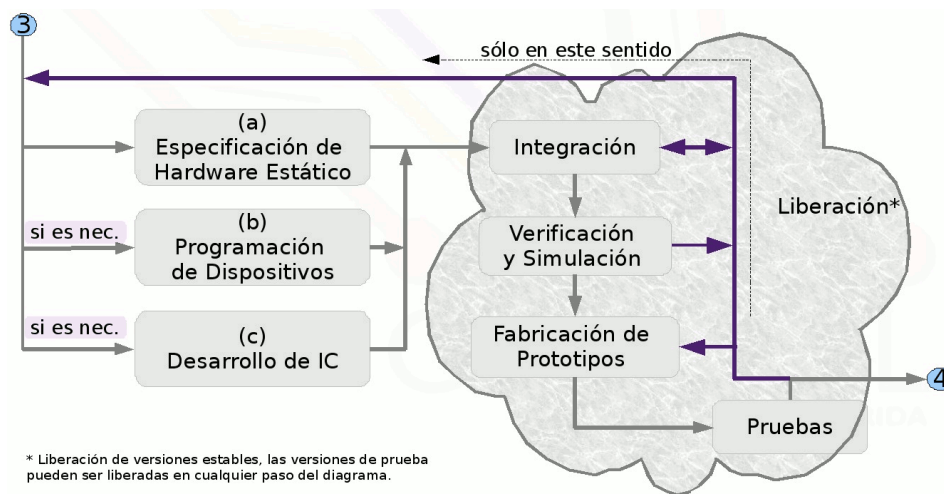 3
sólo en este sentido
(a)
Especificación de
Hardware Estático
Integración
Liberación*
si es nec.
(b)
Programación
de Dispositivos
Verificación
y Simulación
si es nec.
(c)
Desarrollo de IC
Fabricación de
Prototipos
4
Pruebas
* Liberación de versiones estables, las versiones de prueba
pueden ser liberadas en cualquier paso del diagrama.